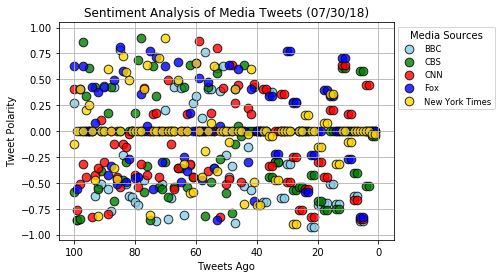 Sentiment Analysis of Media Tweets (07/30/18)
Media Sources
BBC
CBS
CNN
Fox
New York Times
Tweet Polarity
1.00
0.75
0.50
0.25
0.00
−0.25
−0.50
−0.75
−1.00
100 80 60 40 20 0
Tweets Ago